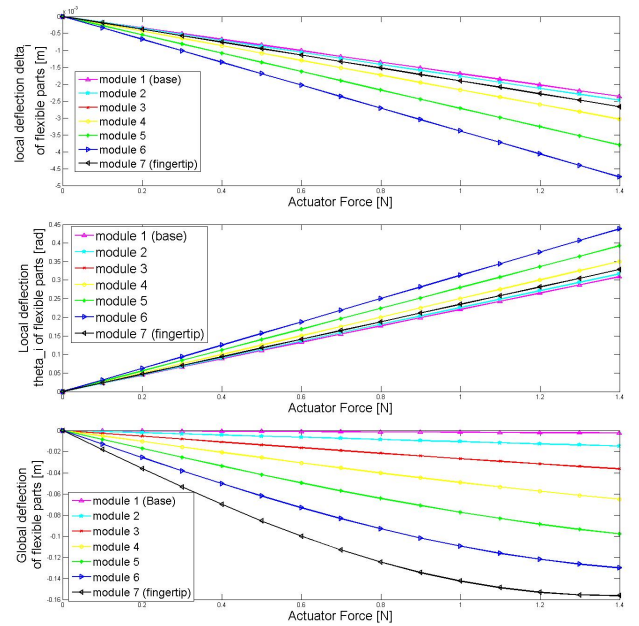 x 10
-3
0
-0.5
-1
-1.5
-2
-2.5
-3
-3.5
-4
-4.5
-5
local deflection delta_i
of flexible parts [m]
module 1 (base)
module 2
module 3
module 4
module 5
module 6
module 7 (fingertip)
0 0.2 0.4 0.6 0.8 1 1.2 1.4
Actuator Force [N]
0.45
0.4
0.35
0.3
0.25
0.2
0.15
0.1
0.05
0
Local deflection
theta_i of flexible parts [rad]
module 1 (base)
module 2
module 3
module 4
module 5
module 6
module 7 (fingertip)
0 0.2 0.4 0.6 0.8 1 1.2 1.4
Actuator Force [N]
0
-0.02
-0.04
-0.06
-0.08
-0.1
-0.12
-0.14
-0.16
Global deflection
of flexible parts [m]
module 1 (Base)
module 2
module 3
module 4
module 5
module 6
module 7 (fingertip)
0 0.2 0.4 0.6 0.8 1 1.2 1.4
Actuator Force [N]